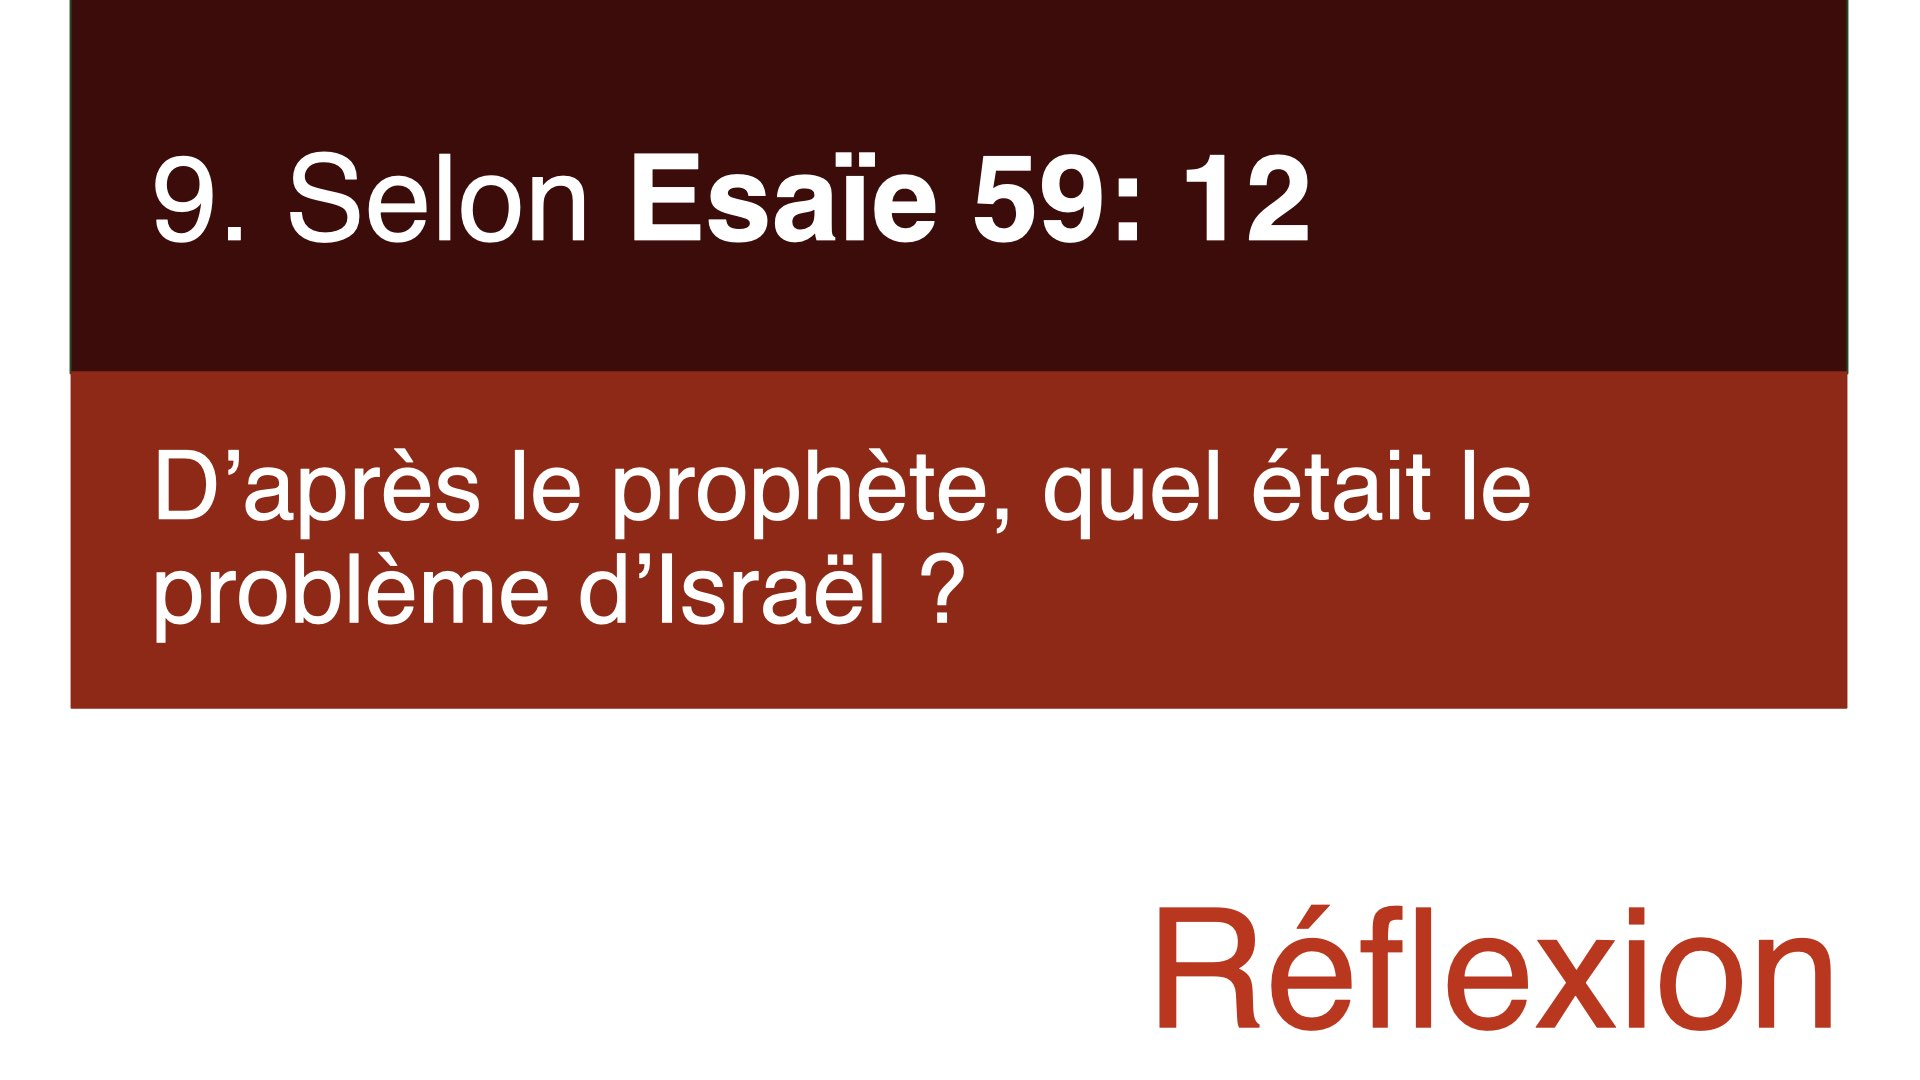 9. Selon Esaïe 59: 12
D’après le prophète, quel était le
problème d’Israël ?
Réflexion